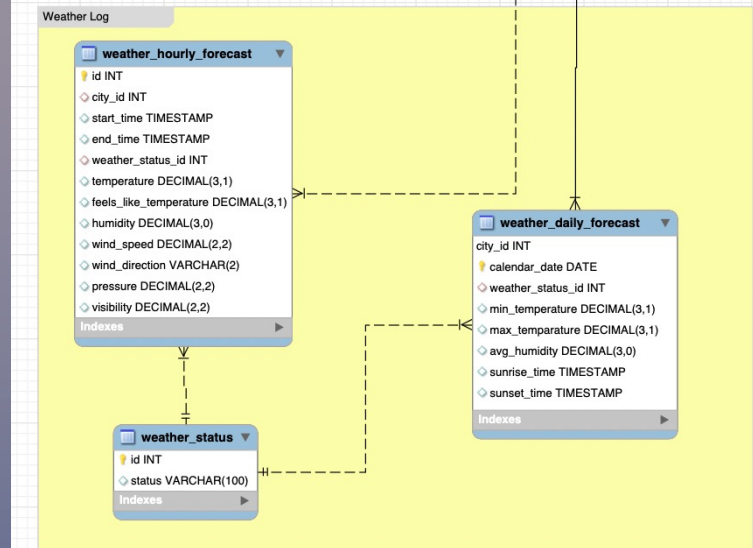 Weather Log
weather_hourly_forecast
id INT
city_id INT
start_time TIMESTAMP
end_time TIMESTAMP
weather_status_id INT
temperature DECIMAL(3,1)
feels_like_temperature DECIMAL(3,1)
humidity DECIMAL(3,0)
wind_speed DECIMAL(2,2)
wind_direction VARCHAR(2)
pressure DECIMAL(2,2)
visibility DECIMAL(2,2)
Indexes
weather_daily_forecast
city_id INT
calendar_date DATE
weather_status_id INT
min_temperature DECIMAL(3,1)
max_temparature DECIMAL(3,1)
avg_humidity DECIMAL(3,0)
sunrise_time TIMESTAMP
sunset_time TIMESTAMP
Indexes
weather_status
id INT
status VARCHAR(100)
Indexes